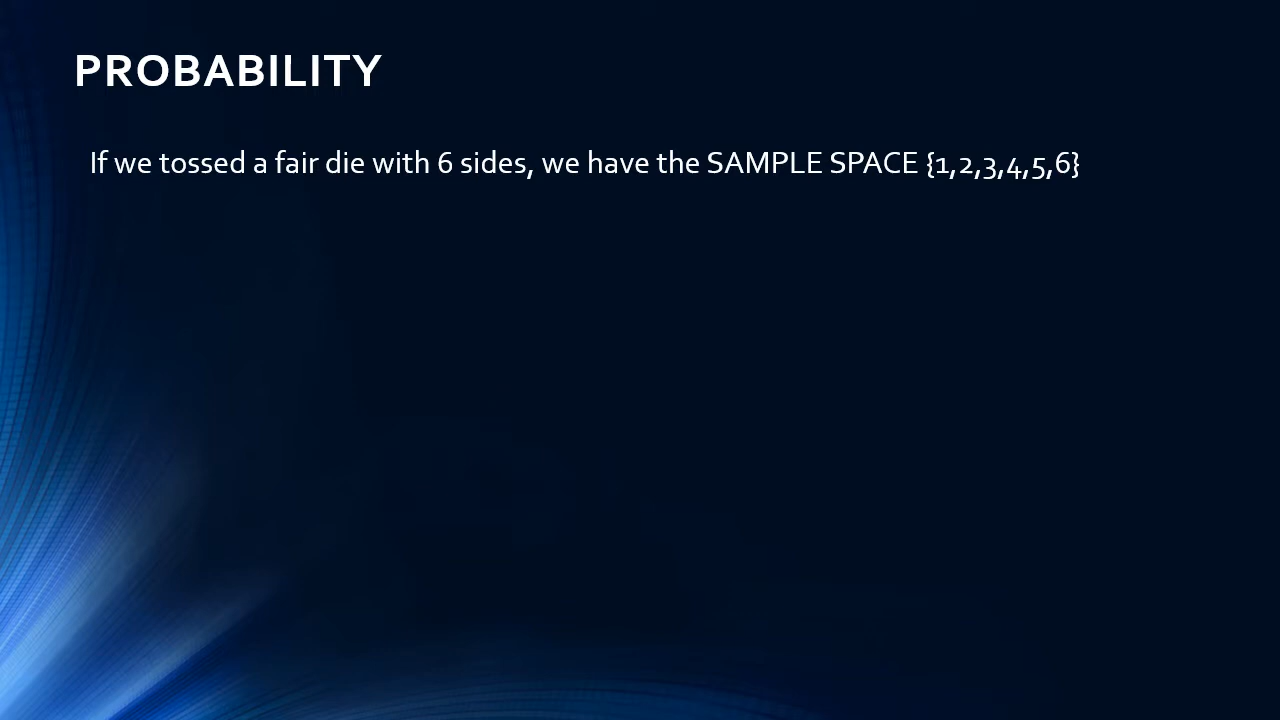 PROBABILITY
If we tossed a fair die with 6 sides, we have the SAMPLE SPACE {1,2,3,4,5,6}